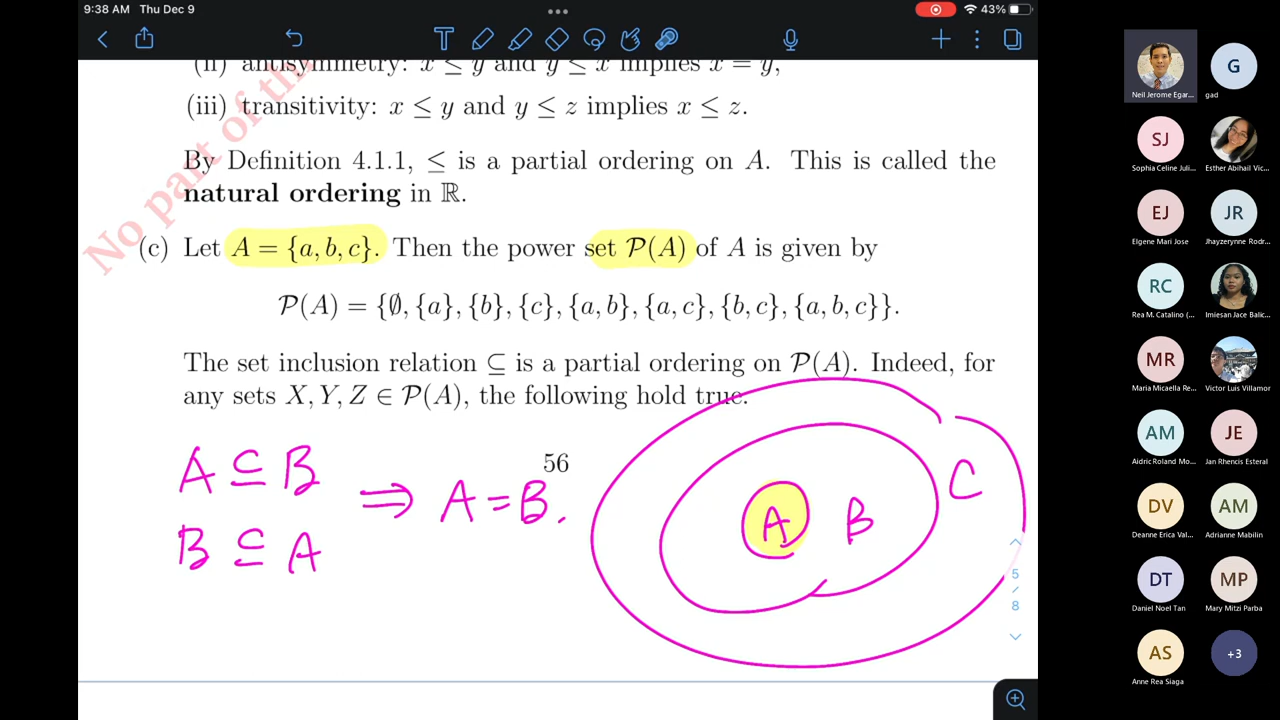 9:38 AM Thu Dec 9
43%
(ii) antisymmetry: x ≤ y and y ≤ x implies x = y,
(iii) transitivity: x ≤ y and y ≤ z implies x ≤ z.
By Definition 4.1.1, ≤ is a partial ordering on A. This is called the
natural ordering in ℝ.
No part of th
(c) Let A = {a, b, c}. Then the power set 𝒫(A) of A is given by
𝒫(A) = {∅, {a}, {b}, {c}, {a, b}, {a, c}, {b, c}, {a, b, c}}.
The set inclusion relation ⊆ is a partial ordering on 𝒫(A). Indeed, for
any sets X, Y, Z ∈ 𝒫(A), the following hold true.
56
A ⊆ B
B ⊆ A
⇒ A = B.
A B C
5
/
8
Neil Jerome Egar...
G
gad
SJ
Sophia Celine Juli...
Esther Abihail Vic...
EJ
Elgene Mari Jose
JR
Jhayzerynne Rodr...
RC
Rea M. Catalino (...
Imiesan Jace Balic...
MR
Maria Micaella Re...
Victor Luis Villamor
AM
Aidric Roland Mo...
JE
Jan Rhencis Esteral
DV
Deanne Erica Val...
AM
Adrianne Mabilin
DT
Daniel Noel Tan
MP
Mary Mitzi Parba
AS
Anne Rea Siaga
+3